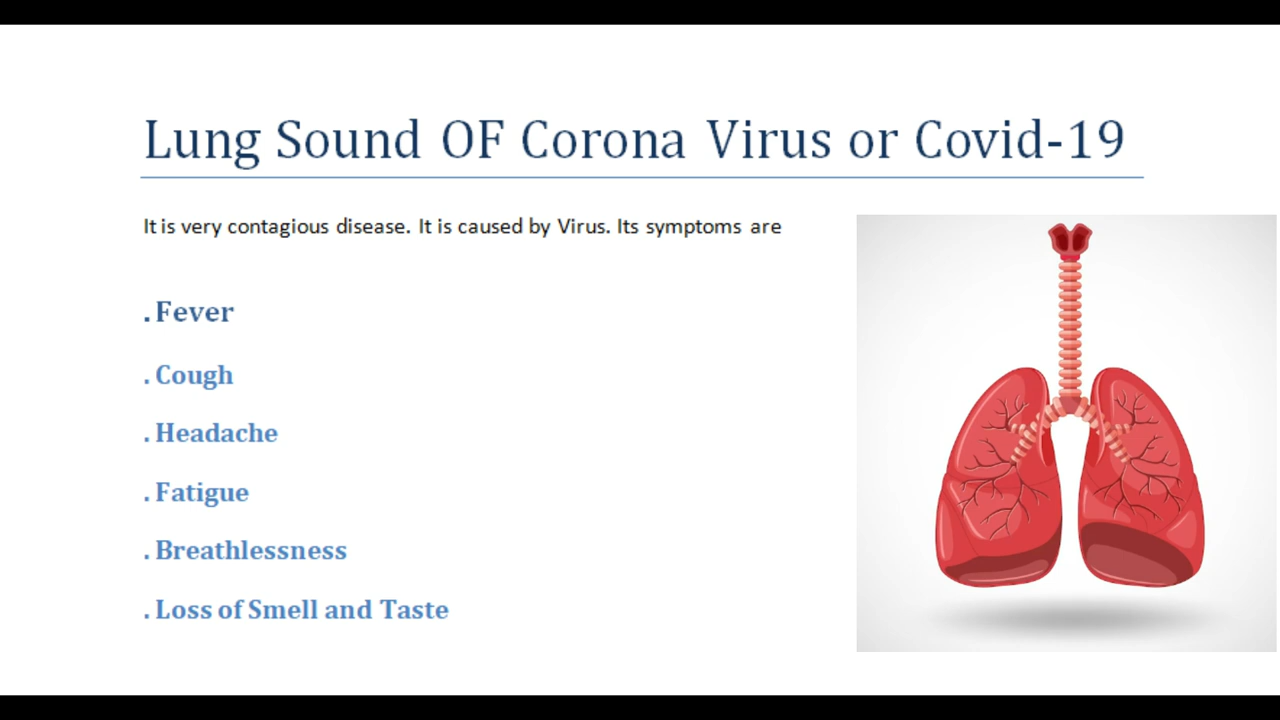 Lung Sound OF Corona Virus or Covid-19
It is very contagious disease. It is caused by Virus. Its symptoms are
. Fever
. Cough
. Headache
. Fatigue
. Breathlessness
. Loss of Smell and Taste